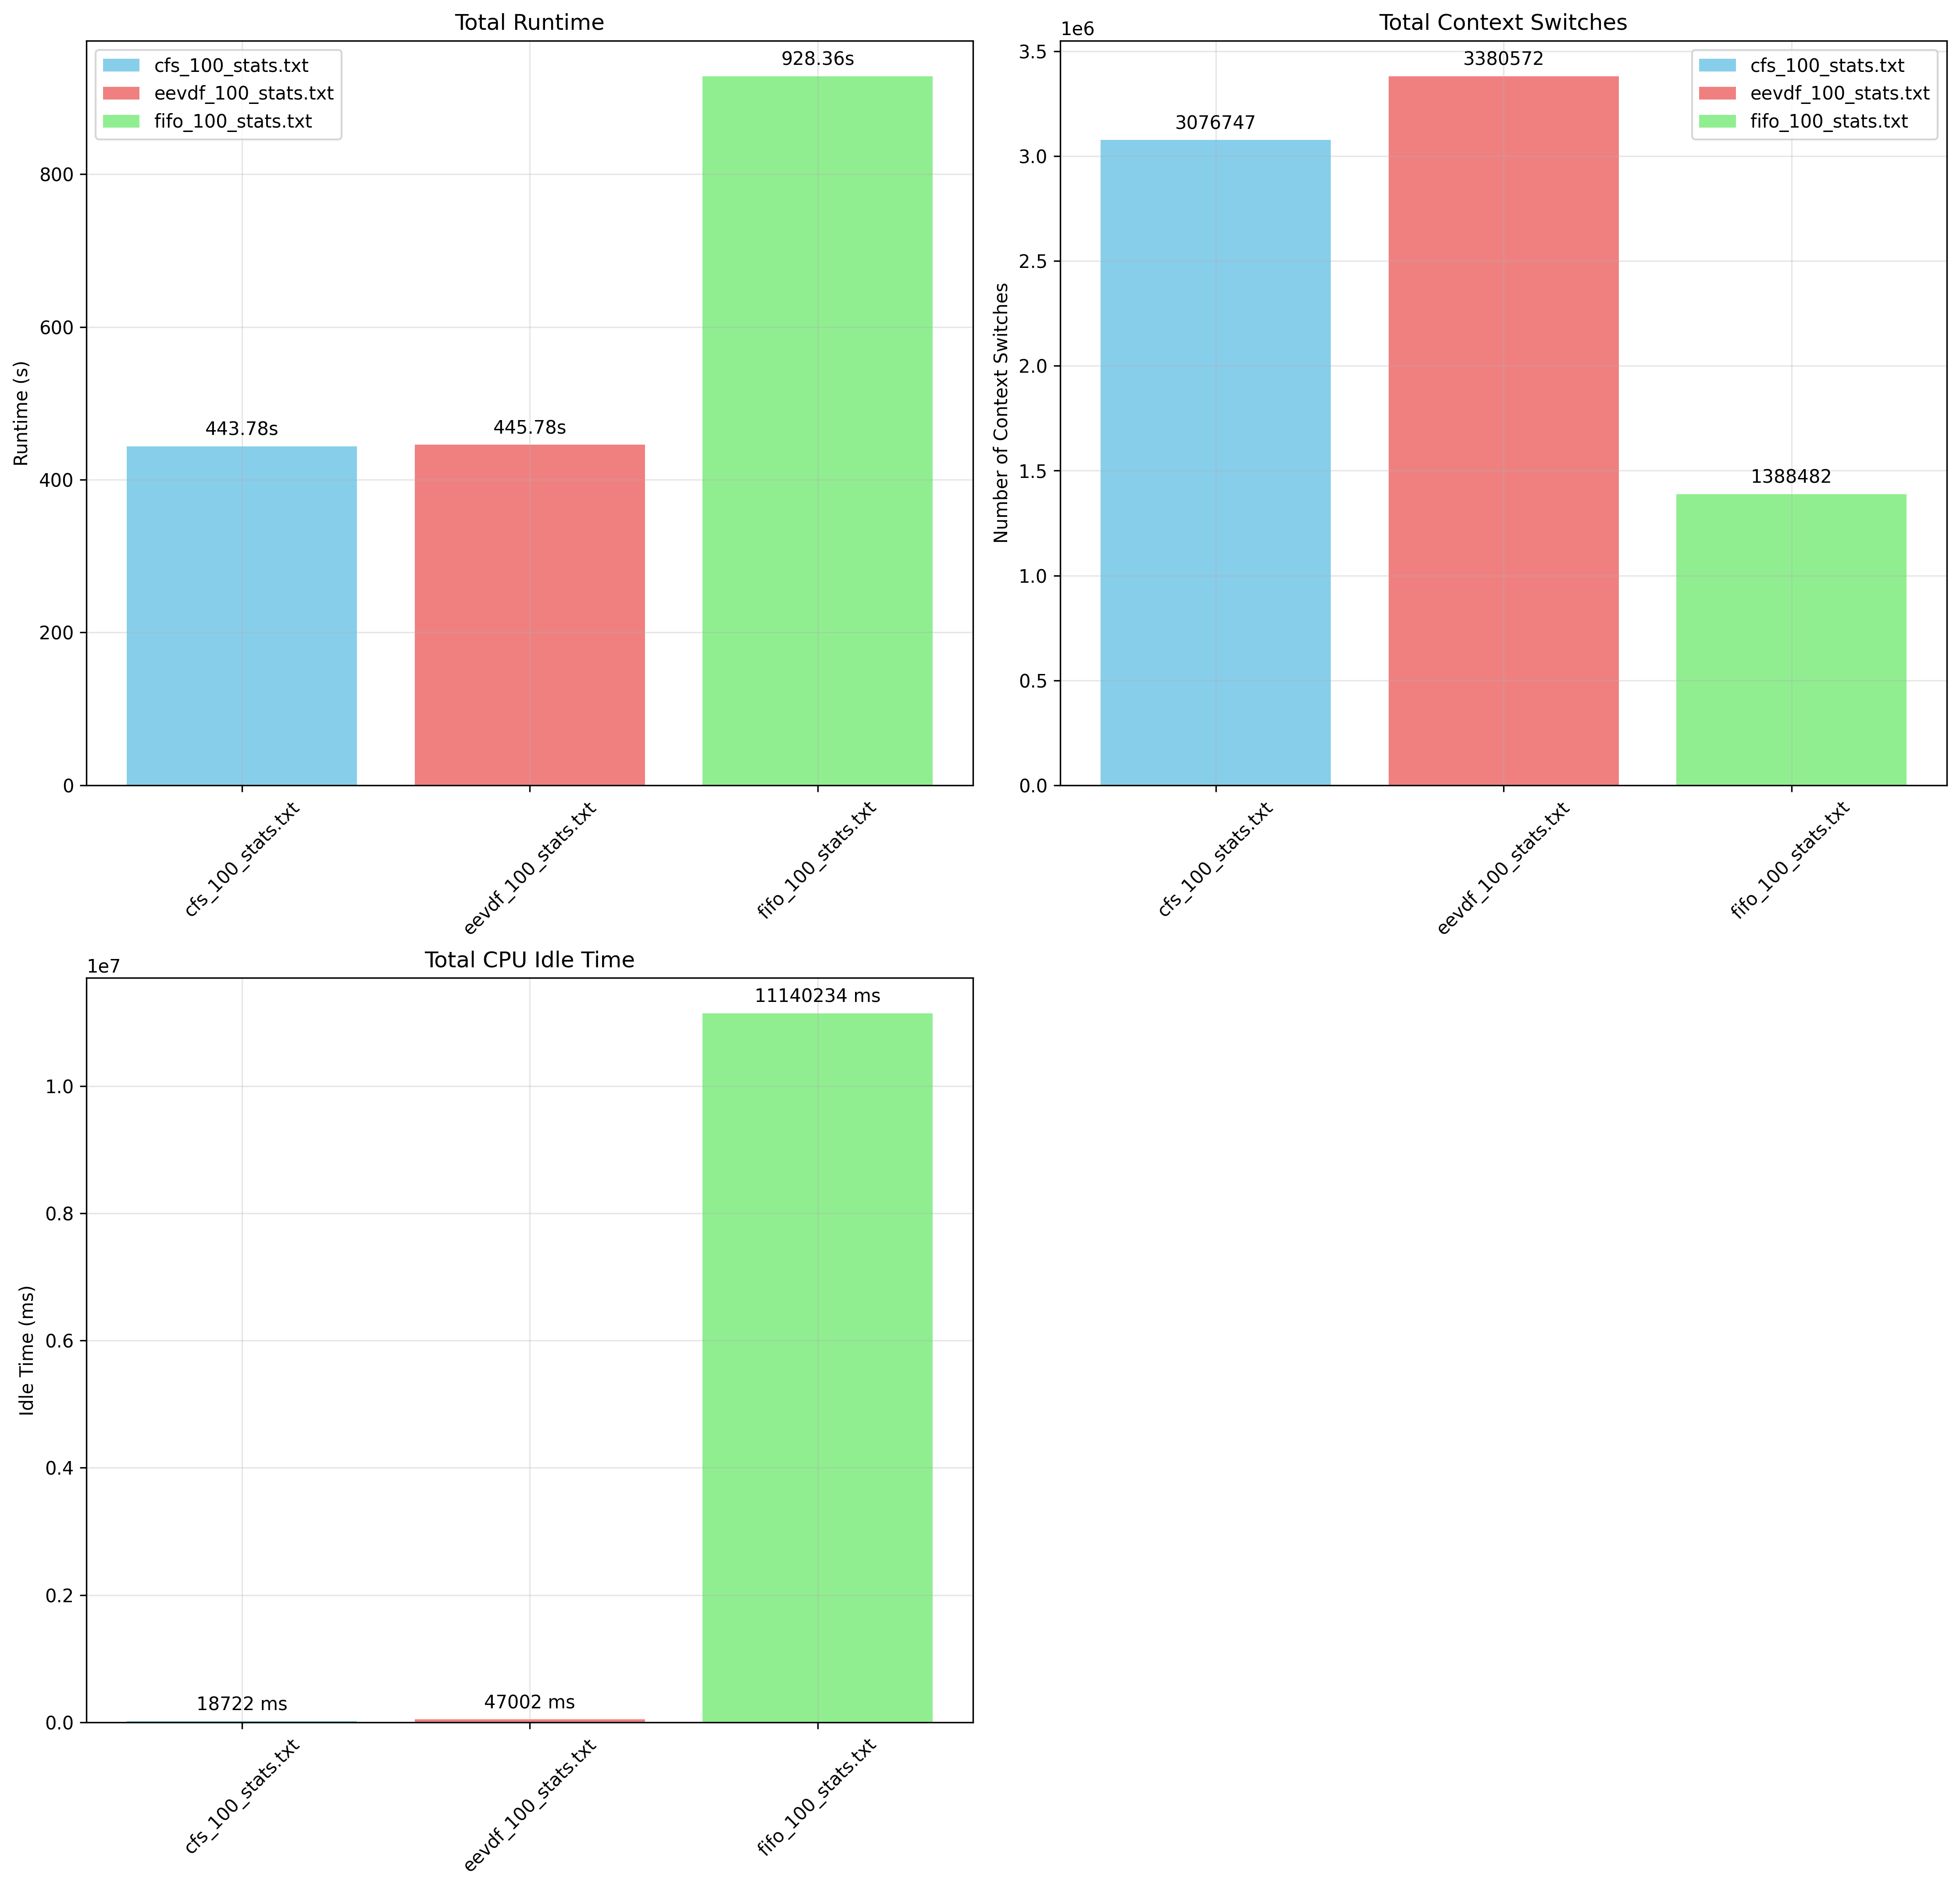 Total Runtime
928.36s
cfs_100_stats.txt
eevdf_100_stats.txt
fifo_100_stats.txt
800
600
443.78s
445.78s
400
200
0
Runtime (s)
cfs_100_stats.txt
eevdf_100_stats.txt
fifo_100_stats.txt
Total Context Switches
1e6
3.5
3380572
cfs_100_stats.txt
eevdf_100_stats.txt
fifo_100_stats.txt
3076747
3.0
2.5
2.0
1.5
1388482
1.0
0.5
0.0
Number of Context Switches
cfs_100_stats.txt
eevdf_100_stats.txt
fifo_100_stats.txt
Total CPU Idle Time
1e7
11140234 ms
1.0
0.8
0.6
0.4
0.2
18722 ms
47002 ms
0.0
Idle Time (ms)
cfs_100_stats.txt
eevdf_100_stats.txt
fifo_100_stats.txt